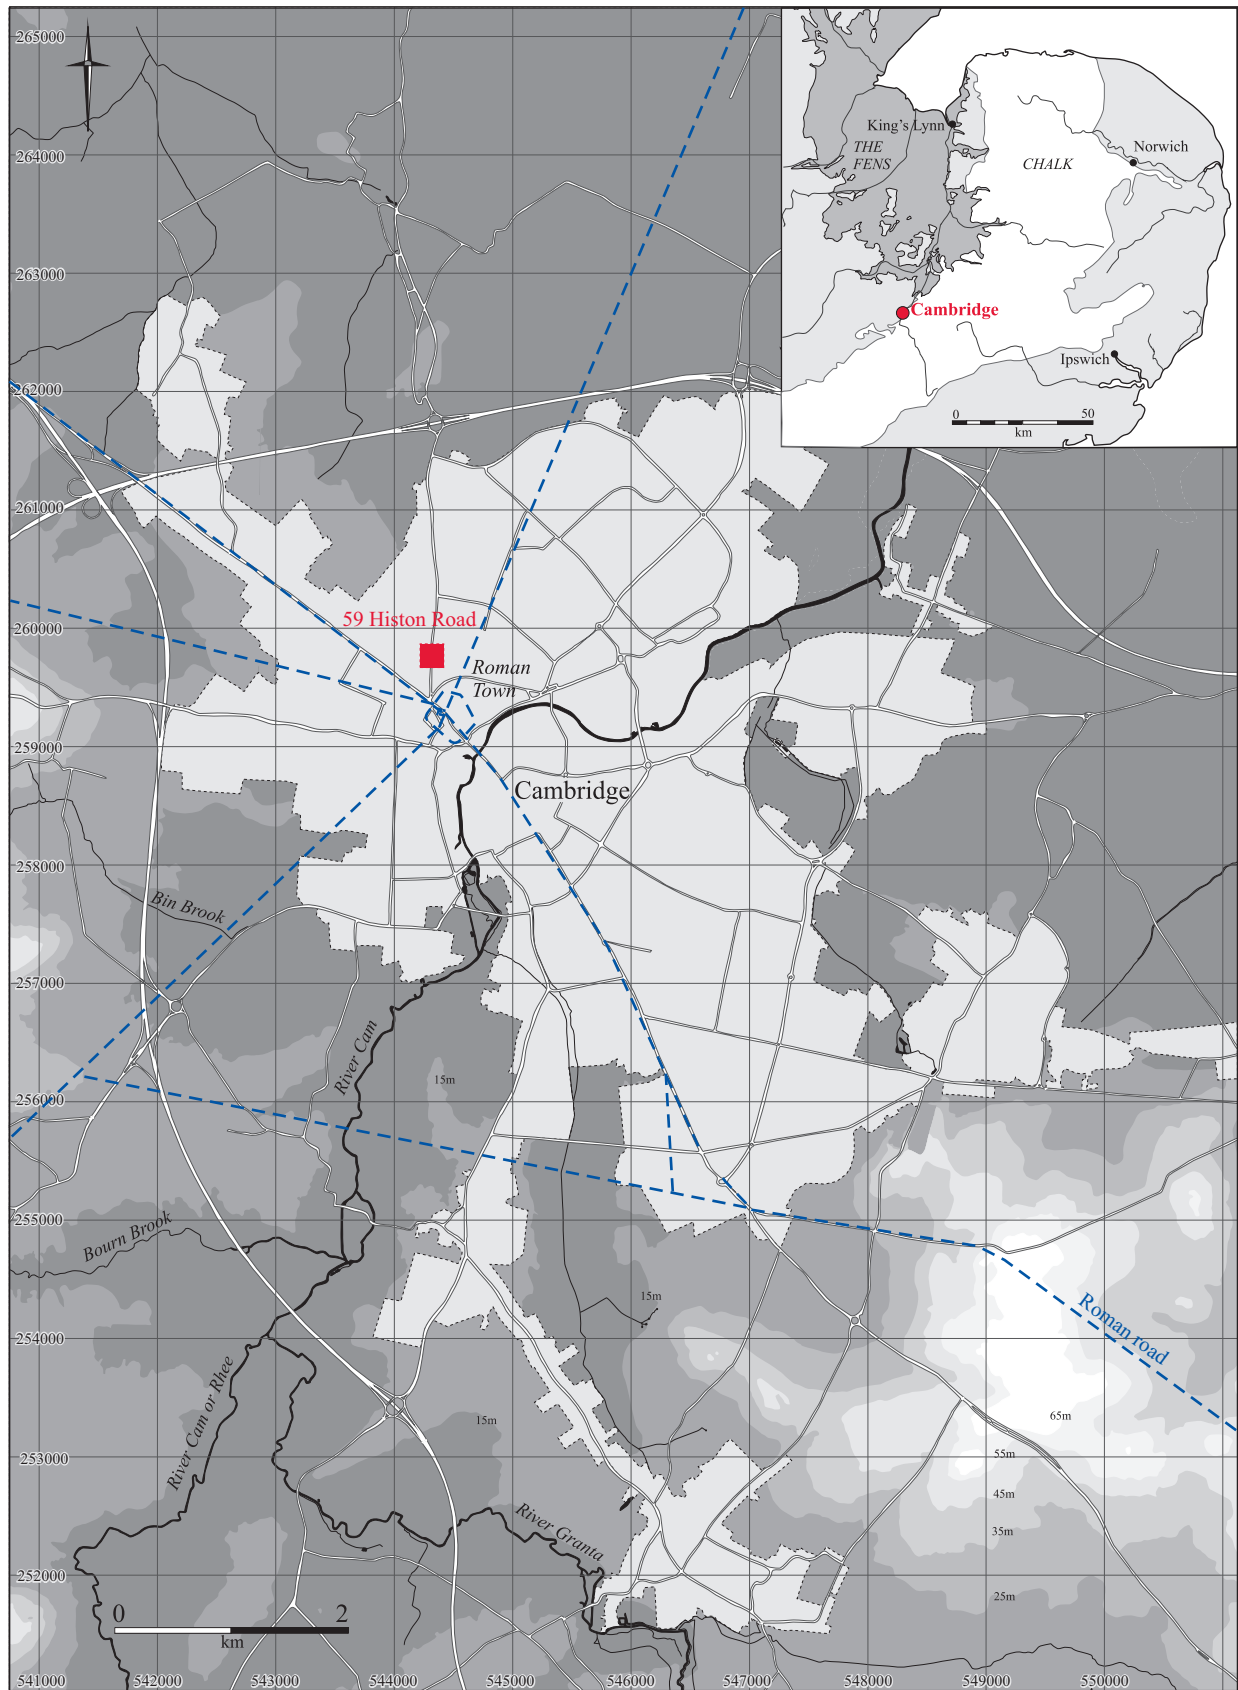 265000
264000
263000
262000
261000
260000
259000
258000
257000
256000
255000
254000
253000
252000
541000
542000
543000
544000
545000
546000
547000
548000
549000
550000
King's Lynn
THE
FENS
CHALK
Norwich
Cambridge
Ipswich
0
50
km
59 Histon Road
Roman
Town
Cambridge
Bin Brook
River Cam
15m
Bourn Brook
15m
Roman road
River Cam or Rhee
15m
65m
55m
45m
35m
25m
River Granta
0
2
km